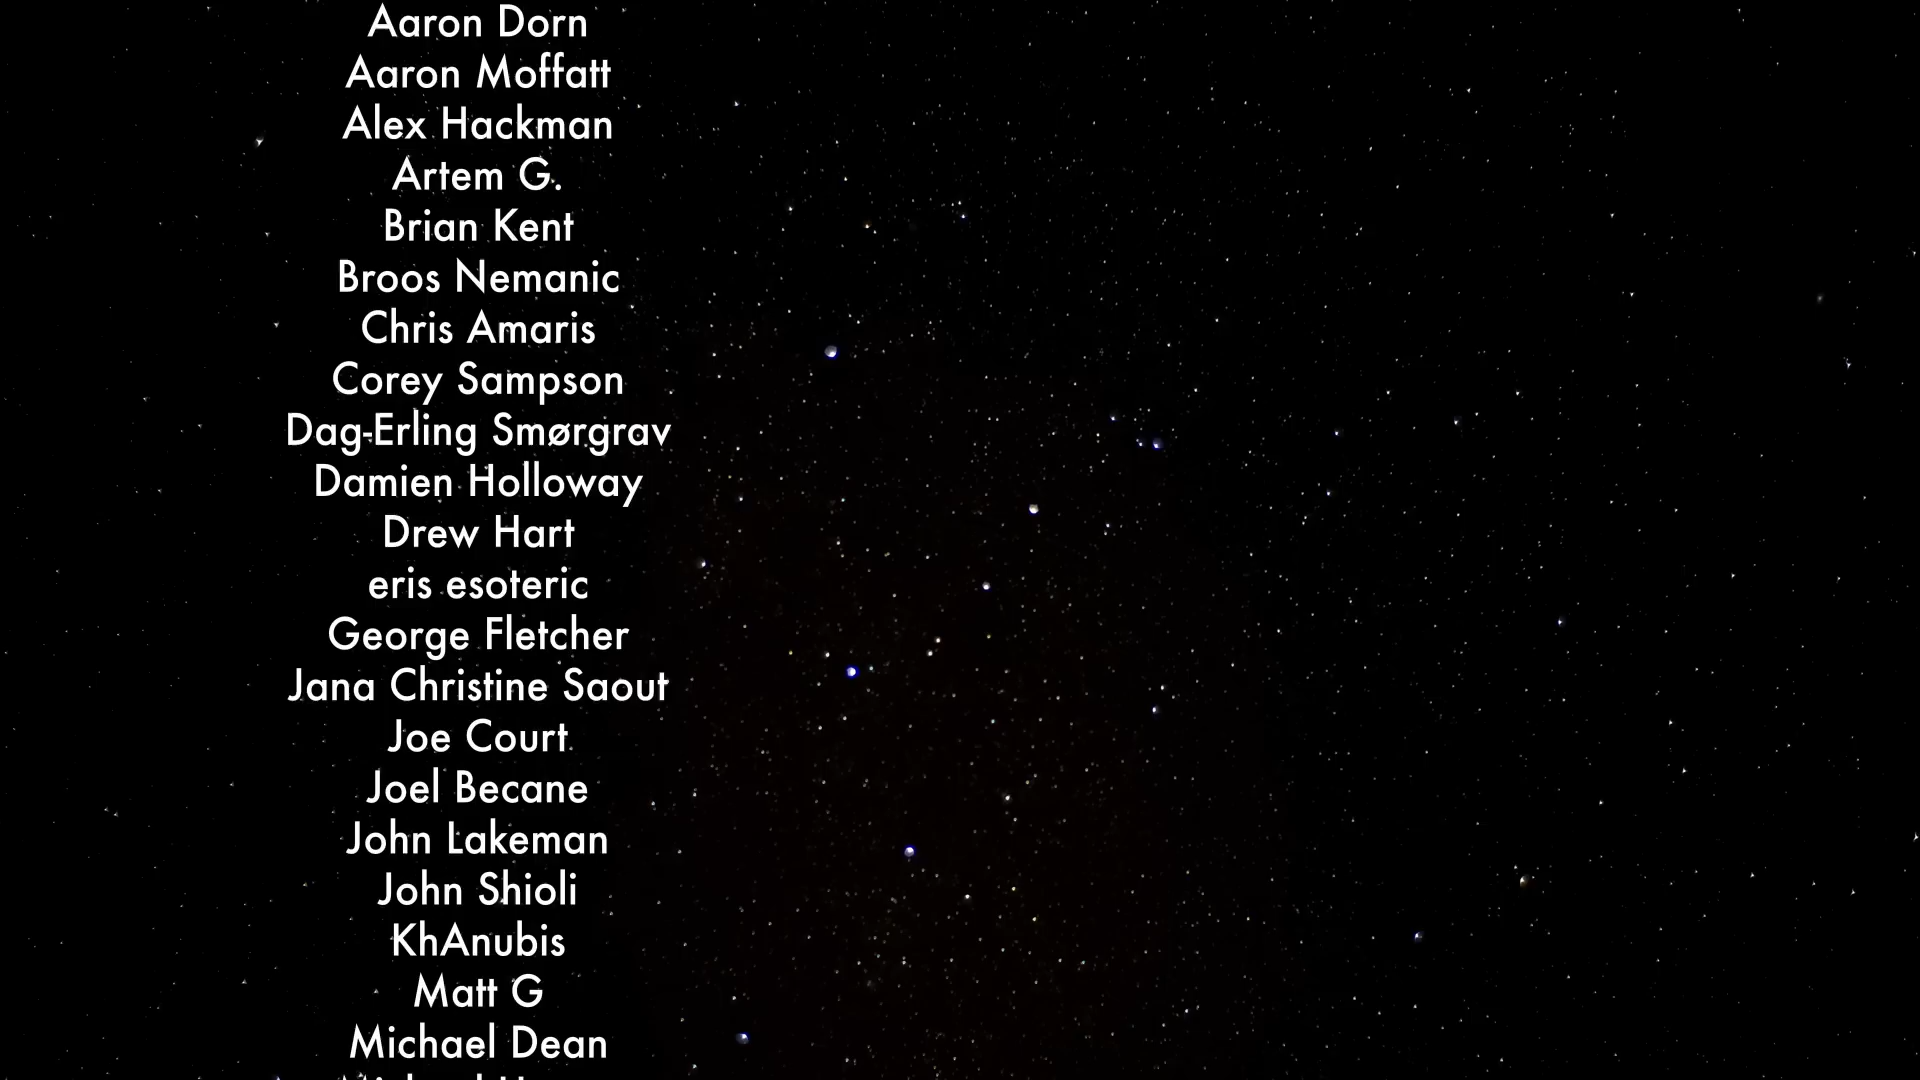 Aaron Dorn
Aaron Moffatt
Alex Hackman
Artem G.
Brian Kent
Broos Nemanic
Chris Amaris
Corey Sampson
Dag-Erling Smørgrav
Damien Holloway
Drew Hart
eris esoteric
George Fletcher
Jana Christine Saout
Joe Court
Joel Becane
John Lakeman
John Shioli
KhAnubis
Matt G
Michael Dean